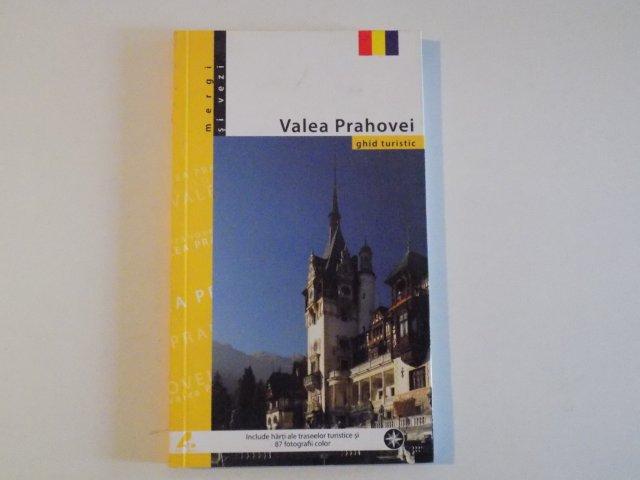 mergi
și vezi
Valea Prahovei
ghid turistic
Include hărți ale traseelor turistice și
87 fotografii color